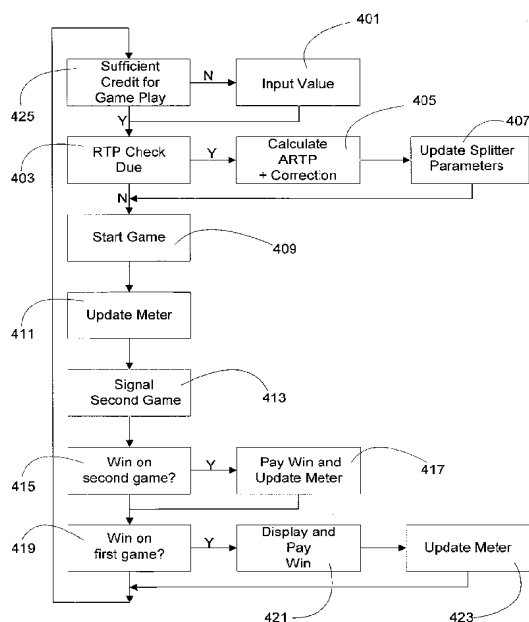 401
Sufficient
Credit for
Game Play
N
Input Value
425
Y
405
407
RTP Check
Due
Y
Calculate
ARTP
+ Correction
Update Splitter
Parameters
403
N
Start Game
409
Update Meter
411
Signal
Second Game
413
Win on
second game?
Y
Pay Win and
Update Meter
417
415
Win on
first game?
Y
Display and
Pay
Win
Update Meter
419
421
423